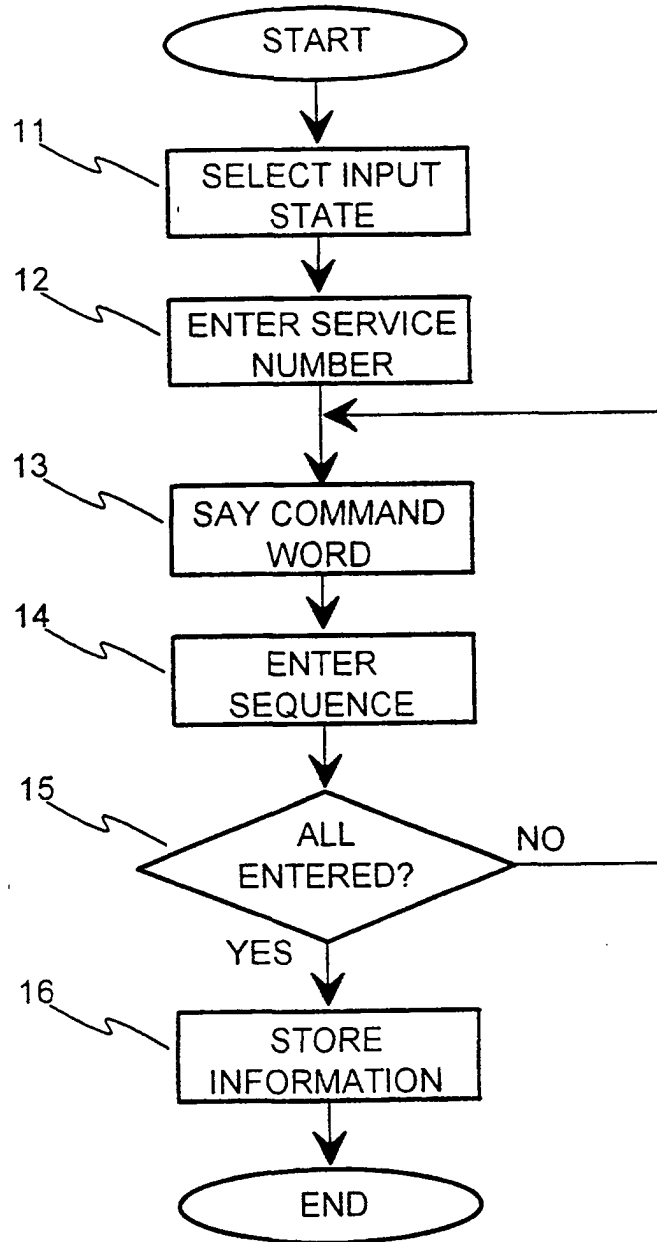 START
11
SELECT INPUT
STATE
12
ENTER SERVICE
NUMBER
13
SAY COMMAND
WORD
14
ENTER
SEQUENCE
15
ALL
ENTERED?
NO
YES
16
STORE
INFORMATION
END